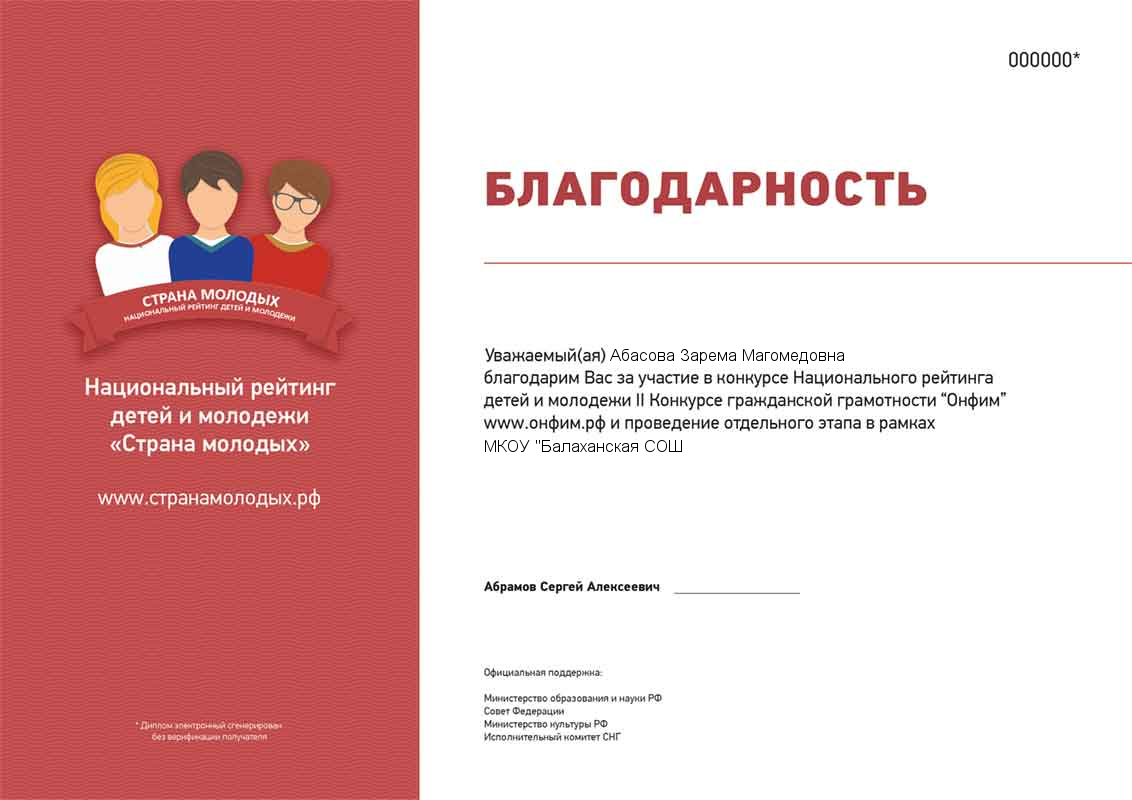 СТРАНА МОЛОДЫХ
НАЦИОНАЛЬНЫЙ РЕЙТИНГ ДЕТЕЙ И МОЛОДЕЖИ
Национальный рейтинг
детей и молодежи
«Страна молодых»
www.странамолодых.рф
* Диплом электронный сгенерирован
без верификации получателя
000000*
БЛАГОДАРНОСТЬ
Уважаемый(ая) Абасова Зарема Магомедовна
благодарим Вас за участие в конкурсе Национального рейтинга
детей и молодежи II Конкурсе гражданской грамотности “Онфим”
www.онфим.рф и проведение отдельного этапа в рамках
МКОУ "Балаханская СОШ
Абрамов Сергей Алексеевич
Официальная поддержка:
Министерство образования и науки РФ
Совет Федерации
Министерство культуры РФ
Исполнительный комитет СНГ